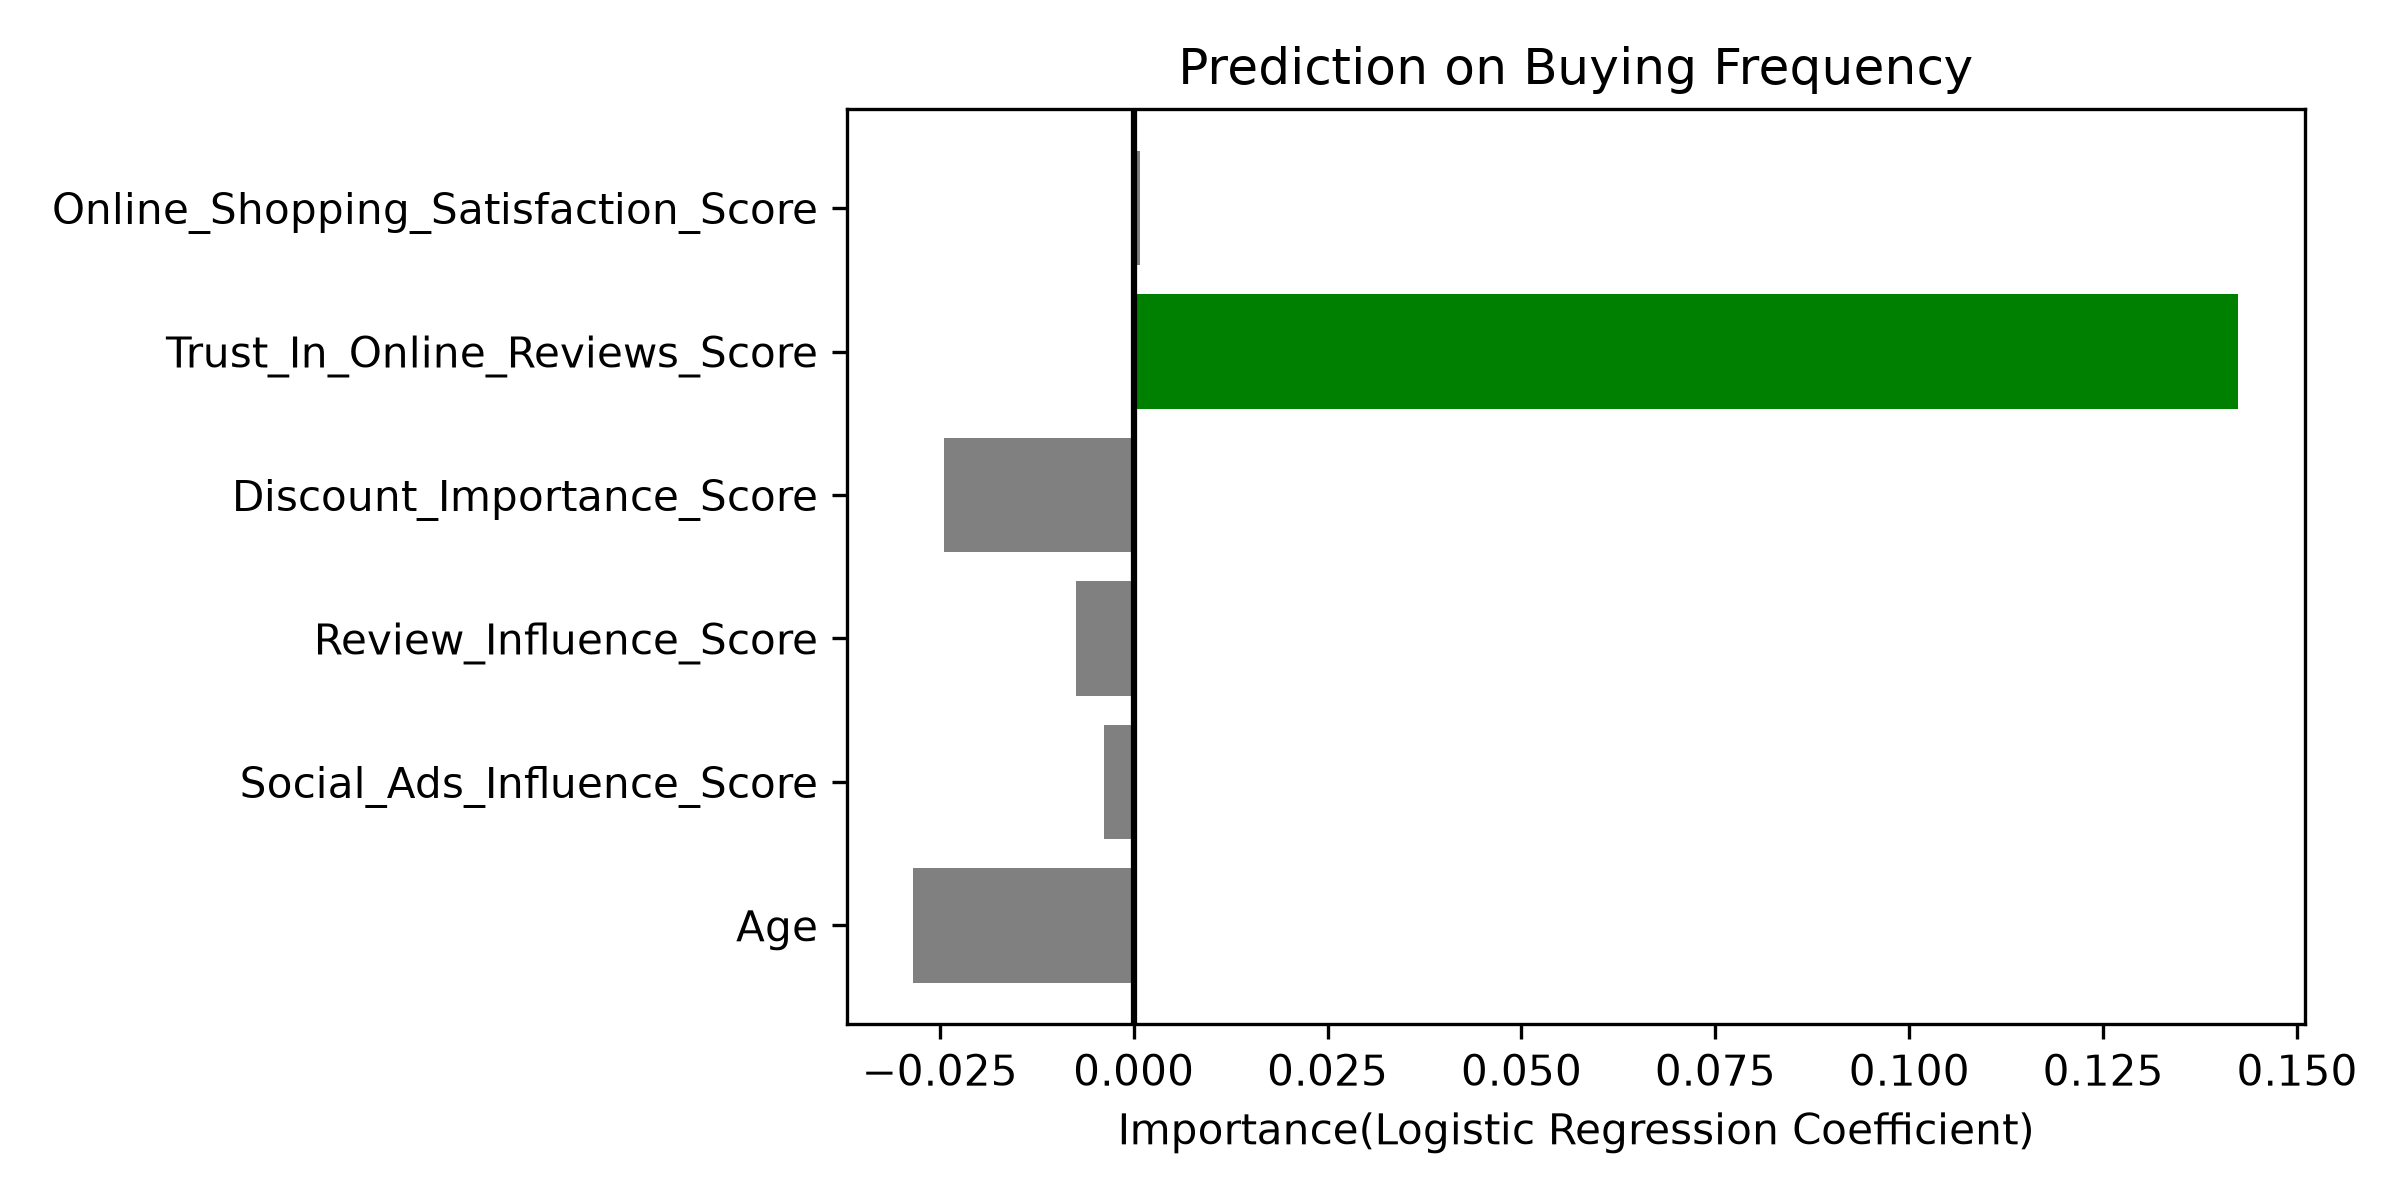 Prediction on Buying Frequency
Online_Shopping_Satisfaction_Score
Trust_In_Online_Reviews_Score
Discount_Importance_Score
Review_Influence_Score
Social_Ads_Influence_Score
Age
−0.025 0.000 0.025 0.050 0.075 0.100 0.125 0.150
Importance(Logistic Regression Coefficient)